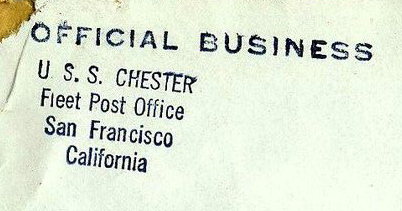 OFFICIAL BUSINESS
U. S. S. CHESTER
Fleet Post Office
San Francisco
California